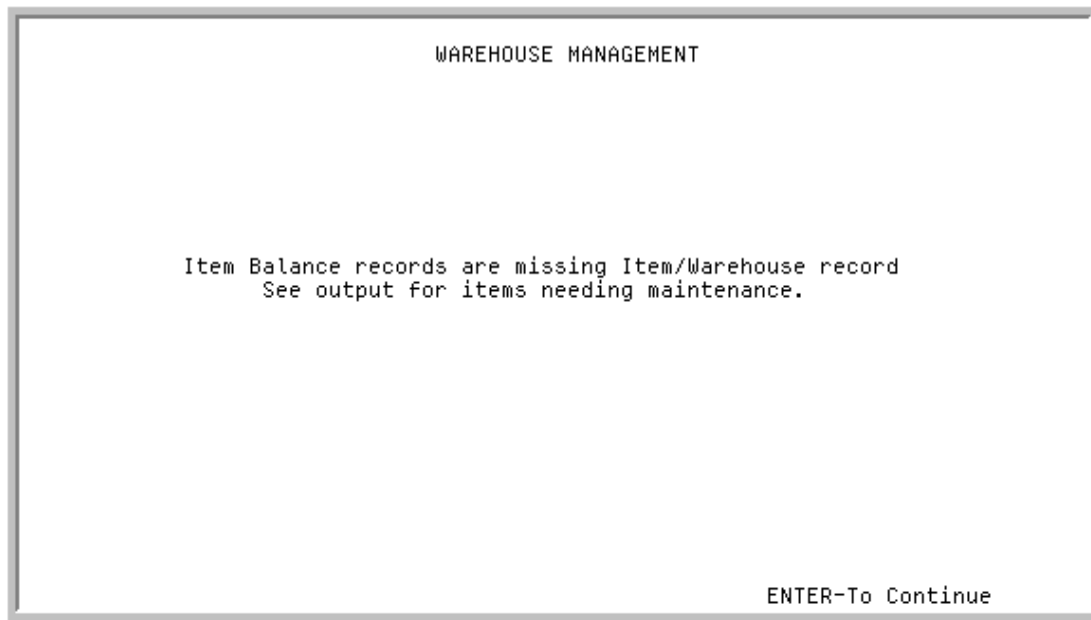 WAREHOUSE MANAGEMENT
Item Balance records are missing Item/Warehouse record
See output for items needing maintenance.
ENTER-To Continue